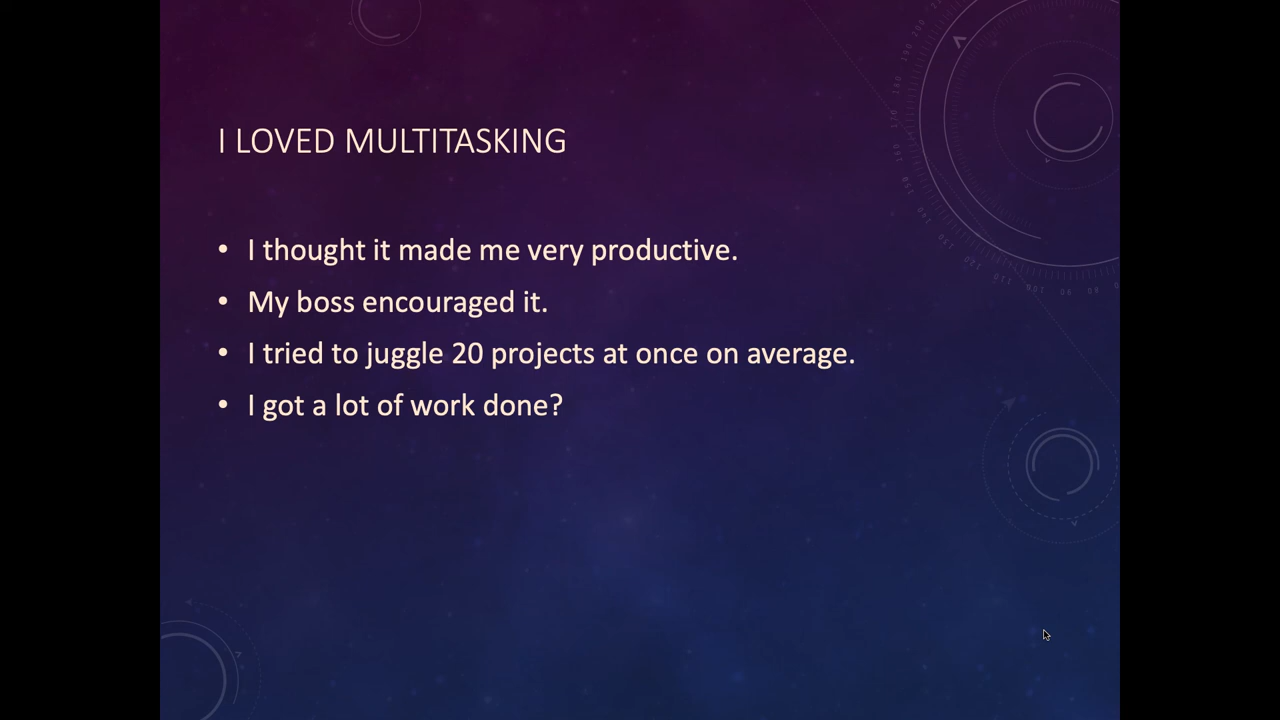 I LOVED MULTITASKING
• I thought it made me very productive.
• My boss encouraged it.
• I tried to juggle 20 projects at once on average.
• I got a lot of work done?